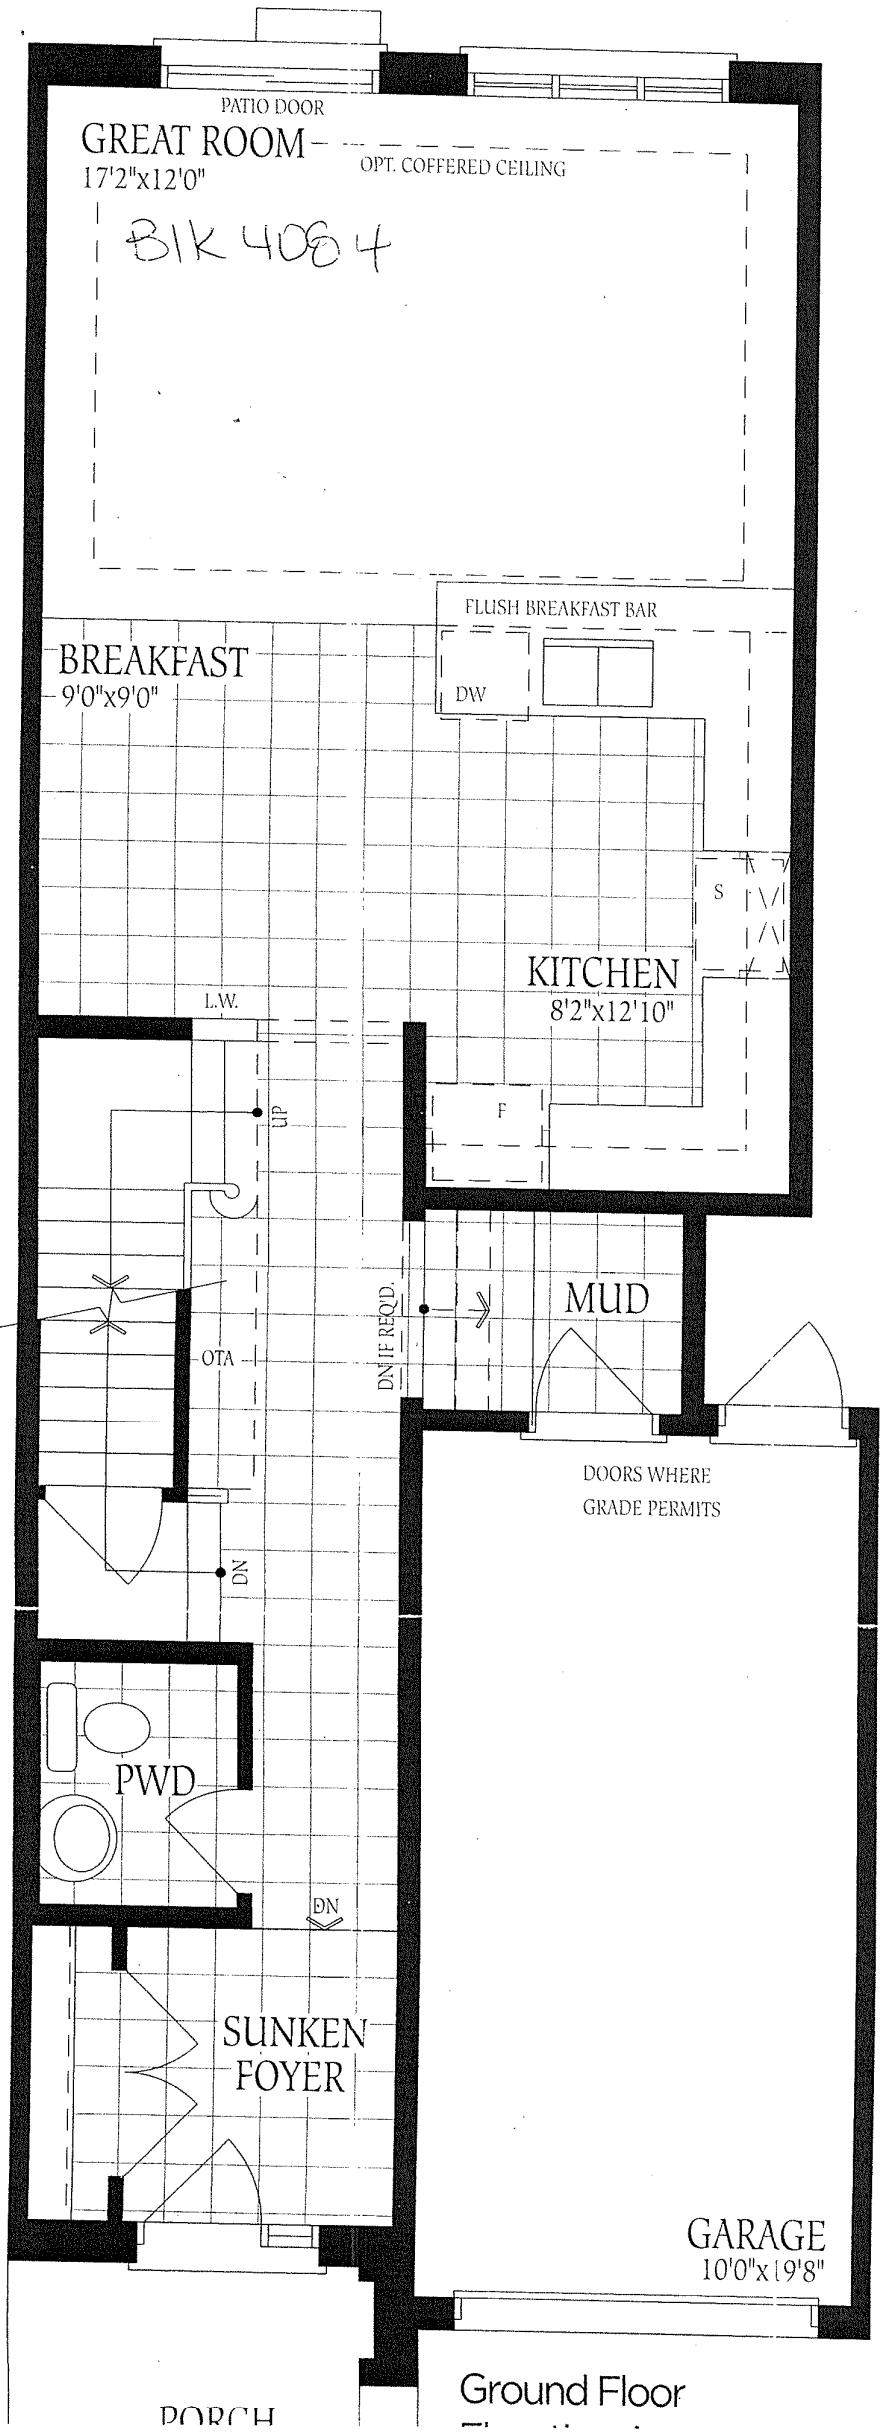 PATIO DOOR
GREAT ROOM
17'2"x12'0"
OPT. COFFERED CEILING
Blk 4084
FLUSH BREAKFAST BAR
BREAKFAST
9'0"x9'0"
DW
S
KITCHEN
8'2"x12'10"
L.W.
UP
F
MUD
DN IF REQ'D.
OTA
DOORS WHERE
GRADE PERMITS
DN
PWD
DN
SUNKEN
FOYER
GARAGE
10'0"x19'8"
PORCH
Ground Floor